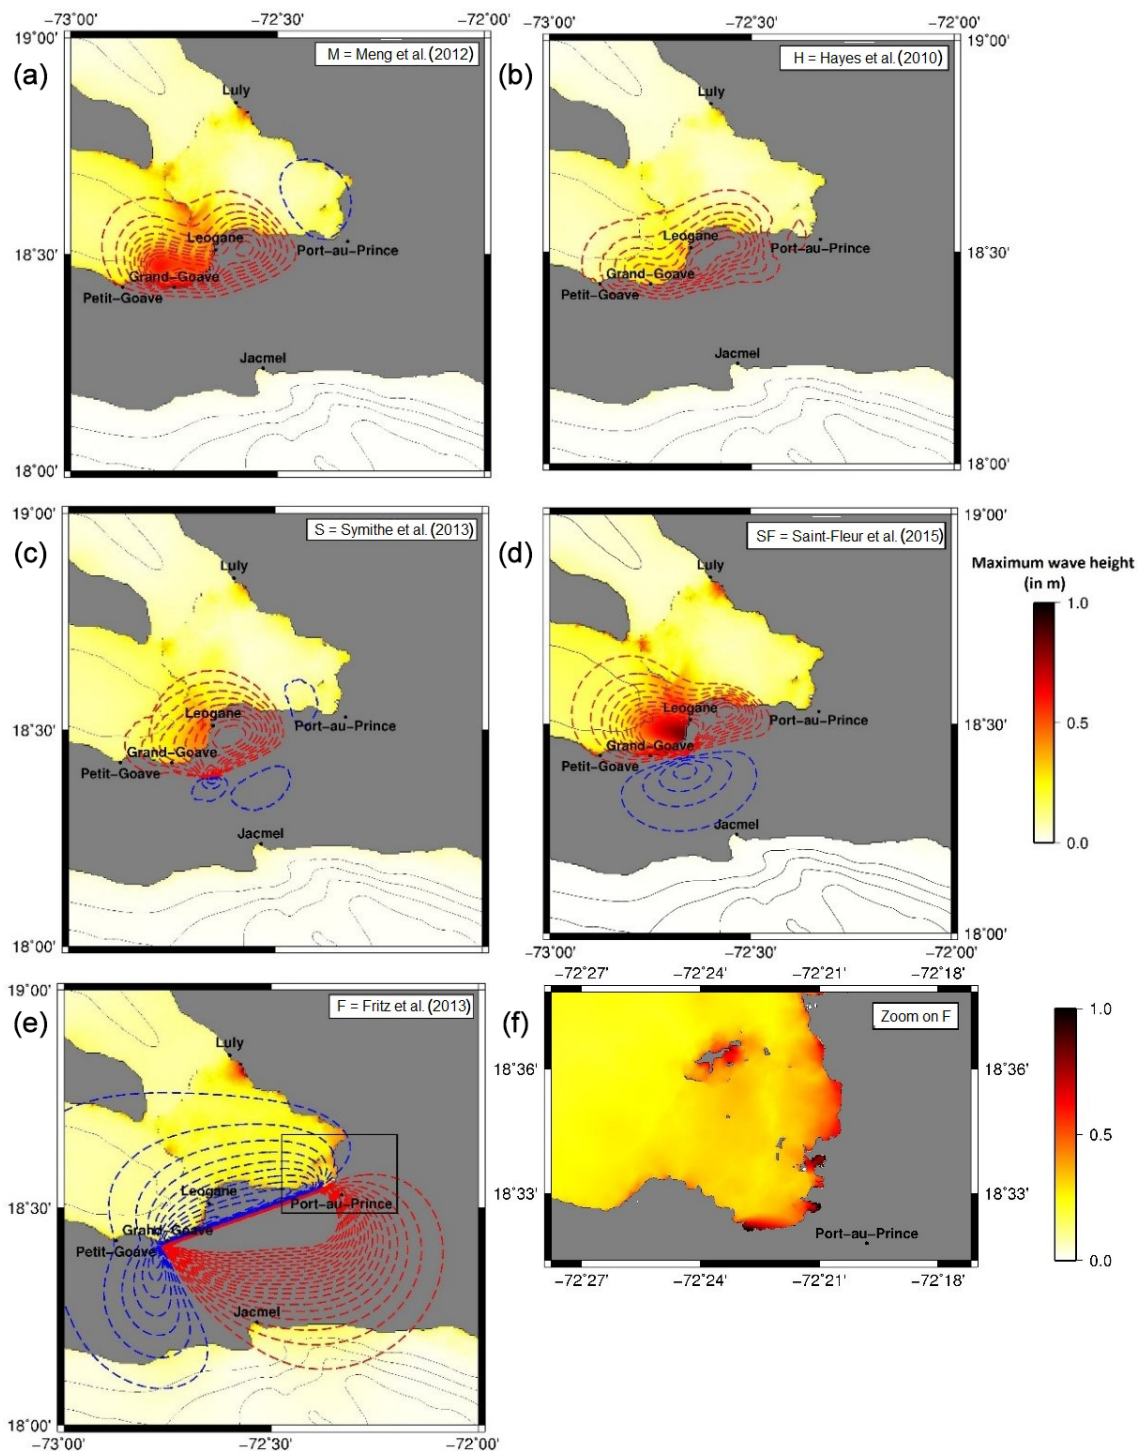 −73˚00' −72˚30' −72˚00'
−72˚30' −72˚00'
19˚00'
(a)
M = Meng et al. (2012)
Luly
Leogane
Port−au−Prince
Grand−Goave
Petit−Goave
Jacmel
18˚30'
18˚00'
(b)
H = Hayes et al. (2010)
19˚00'
Luly
Leogane
Port−au−Prince
Grand−Goave
Petit−Goave
Jacmel
18˚30'
18˚00'
19˚00'
(c)
S = Symithe et al. (2013)
Luly
Leogane
Port−au−Prince
Grand−Goave
Petit−Goave
Jacmel
18˚30'
18˚00'
(d)
SF = Saint−Fleur et al. (2015)
19˚00'
Luly
Leogane
Port−au−Prince
Grand−Goave
Petit−Goave
Jacmel
18˚30'
18˚00'
−73˚00' −72˚30' −72˚00'
Maximum wave height
(in m)
1.0
0.5
0.0
19˚00'
(e)
F = Fritz et al. (2013)
Luly
Leogane
Port−au−Prince
Grand−Goave
Petit−Goave
Jacmel
18˚30'
18˚00'
−73˚00' −72˚30' −72˚00'
−72˚27' −72˚24' −72˚21' −72˚18'
(f)
Zoom on F
18˚36'
18˚36'
18˚33'
18˚33'
Port−au−Prince
−72˚27' −72˚24' −72˚21' −72˚18'
1.0
0.5
0.0